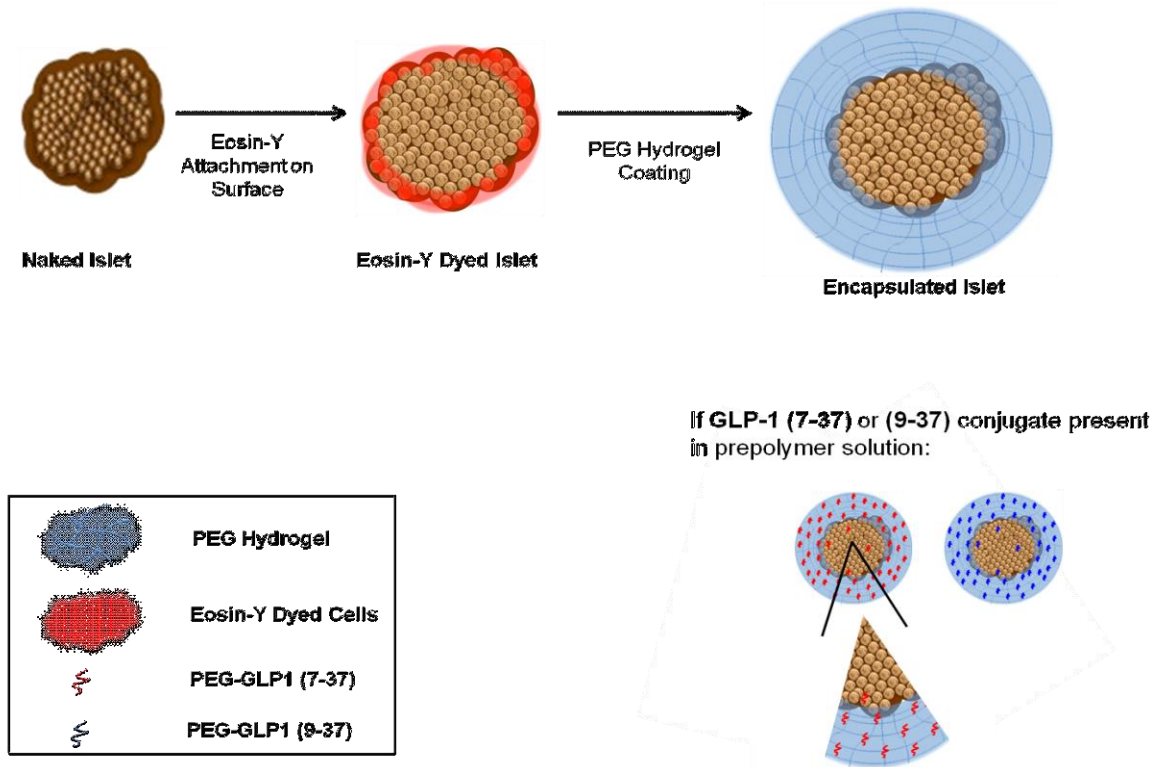 Eosin-Y
Attachment on
Surface
PEG Hydrogel
Coating
Naked Islet
Eosin-Y Dyed Islet
Encapsulated Islet
If GLP-1 (7-37) or (9-37) conjugate present
in prepolymer solution:
PEG Hydrogel
Eosin-Y Dyed Cells
PEG-GLP1 (7-37)
PEG-GLP1 (9-37)